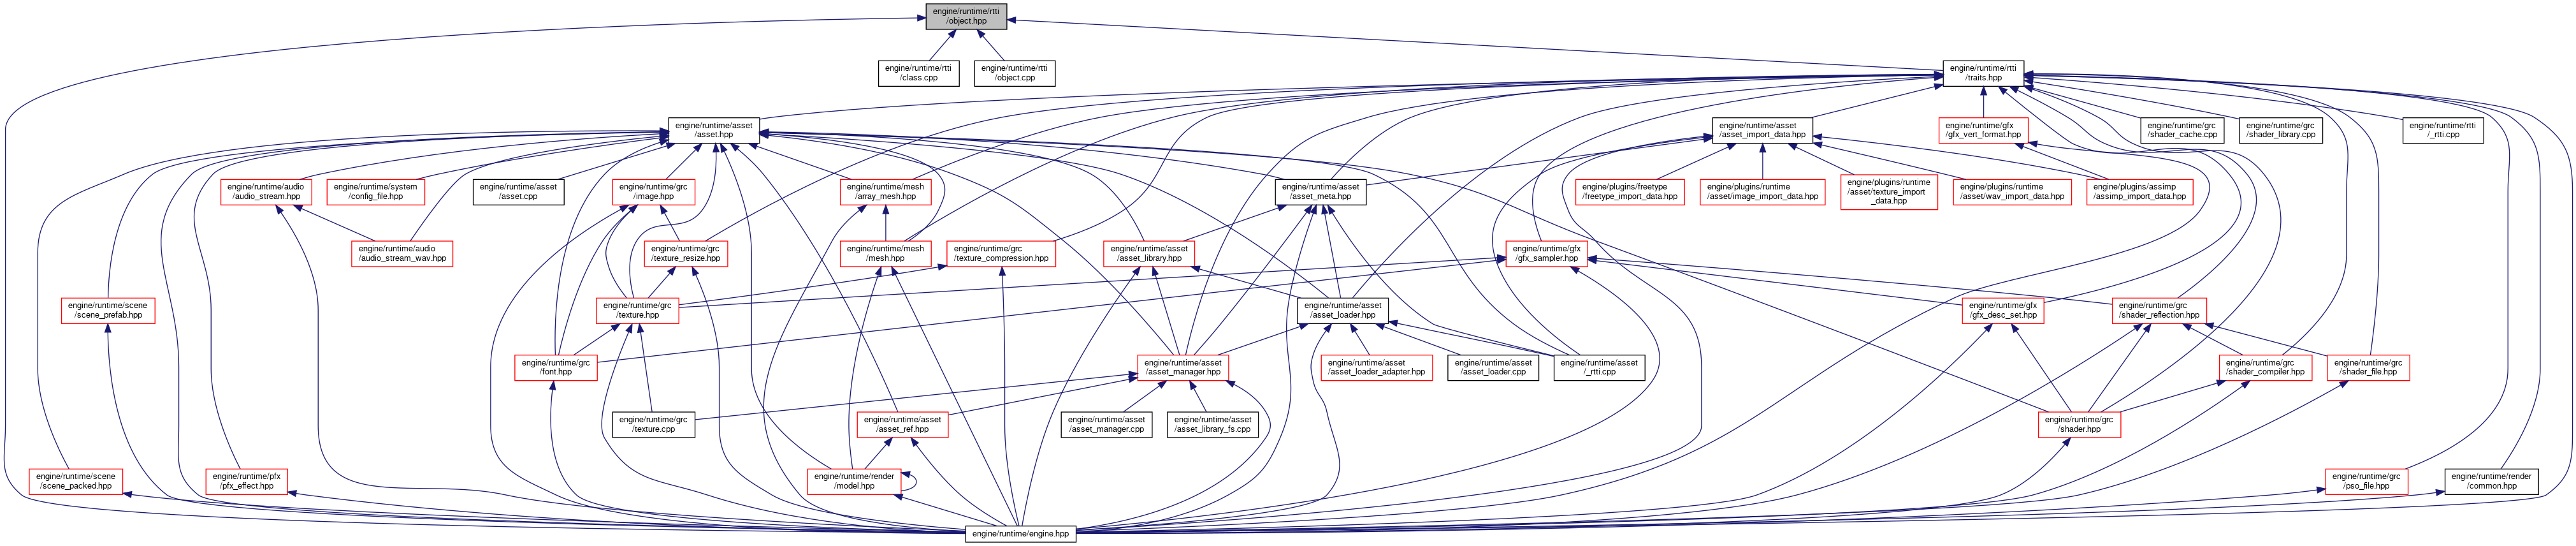 engine/runtime/rtti
/object.hpp
engine/runtime/rtti
/class.cpp
engine/runtime/rtti
/object.cpp
engine/runtime/rtti
/traits.hpp
engine/runtime/asset
/asset.hpp
engine/runtime/asset
/asset_import_data.hpp
engine/runtime/gfx
/gfx_vert_format.hpp
engine/runtime/grc
/shader_cache.cpp
engine/runtime/grc
/shader_library.cpp
engine/runtime/rtti
/_rtti.cpp
engine/runtime/audio
/audio_stream.hpp
engine/runtime/system
/config_file.hpp
engine/runtime/asset
/asset.cpp
engine/runtime/grc
/image.hpp
engine/runtime/mesh
/array_mesh.hpp
engine/runtime/asset
/asset_meta.hpp
engine/plugins/freetype
/freetype_import_data.hpp
engine/plugins/runtime
/asset/image_import_data.hpp
engine/plugins/runtime
/asset/texture_import
_data.hpp
engine/plugins/runtime
/asset/wav_import_data.hpp
engine/plugins/assimp
/assimp_import_data.hpp
engine/runtime/audio
/audio_stream_wav.hpp
engine/runtime/grc
/texture_resize.hpp
engine/runtime/mesh
/mesh.hpp
engine/runtime/grc
/texture_compression.hpp
engine/runtime/asset
/asset_library.hpp
engine/runtime/gfx
/gfx_sampler.hpp
engine/runtime/scene
/scene_prefab.hpp
engine/runtime/grc
/texture.hpp
engine/runtime/asset
/asset_loader.hpp
engine/runtime/gfx
/gfx_desc_set.hpp
engine/runtime/grc
/shader_reflection.hpp
engine/runtime/grc
/font.hpp
engine/runtime/asset
/asset_manager.hpp
engine/runtime/asset
/asset_loader_adapter.hpp
engine/runtime/asset
/asset_loader.cpp
engine/runtime/asset
/_rtti.cpp
engine/runtime/grc
/shader_compiler.hpp
engine/runtime/grc
/shader_file.hpp
engine/runtime/grc
/texture.cpp
engine/runtime/asset
/asset_ref.hpp
engine/runtime/asset
/asset_manager.cpp
engine/runtime/asset
/asset_library_fs.cpp
engine/runtime/grc
/shader.hpp
engine/runtime/scene
/scene_packed.hpp
engine/runtime/pfx
/pfx_effect.hpp
engine/runtime/render
/model.hpp
engine/runtime/grc
/pso_file.hpp
engine/runtime/render
/common.hpp
engine/runtime/engine.hpp